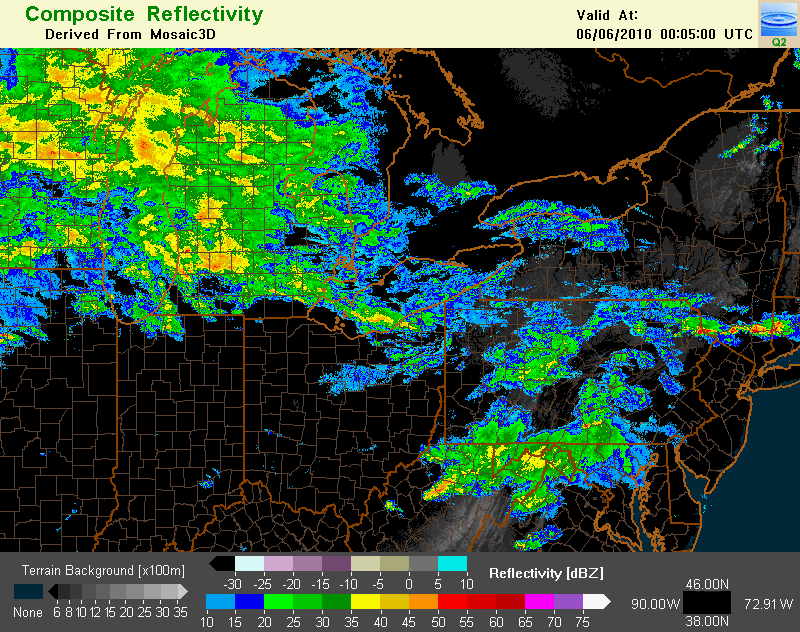 Composite Reflectivity
Derived From Mosaic3D
Valid At:
06/06/2010 00:05:00 UTC
Q2
Terrain Background [x100m]
None 6 8 10 12 15 20 25 30 35
-30 -25 -20 -15 -10 -5 0 5 10
Reflectivity [dBZ]
10 15 20 25 30 35 40 45 50 55 60 65 70 75
46.00N
90.00W 72.91W
38.00N